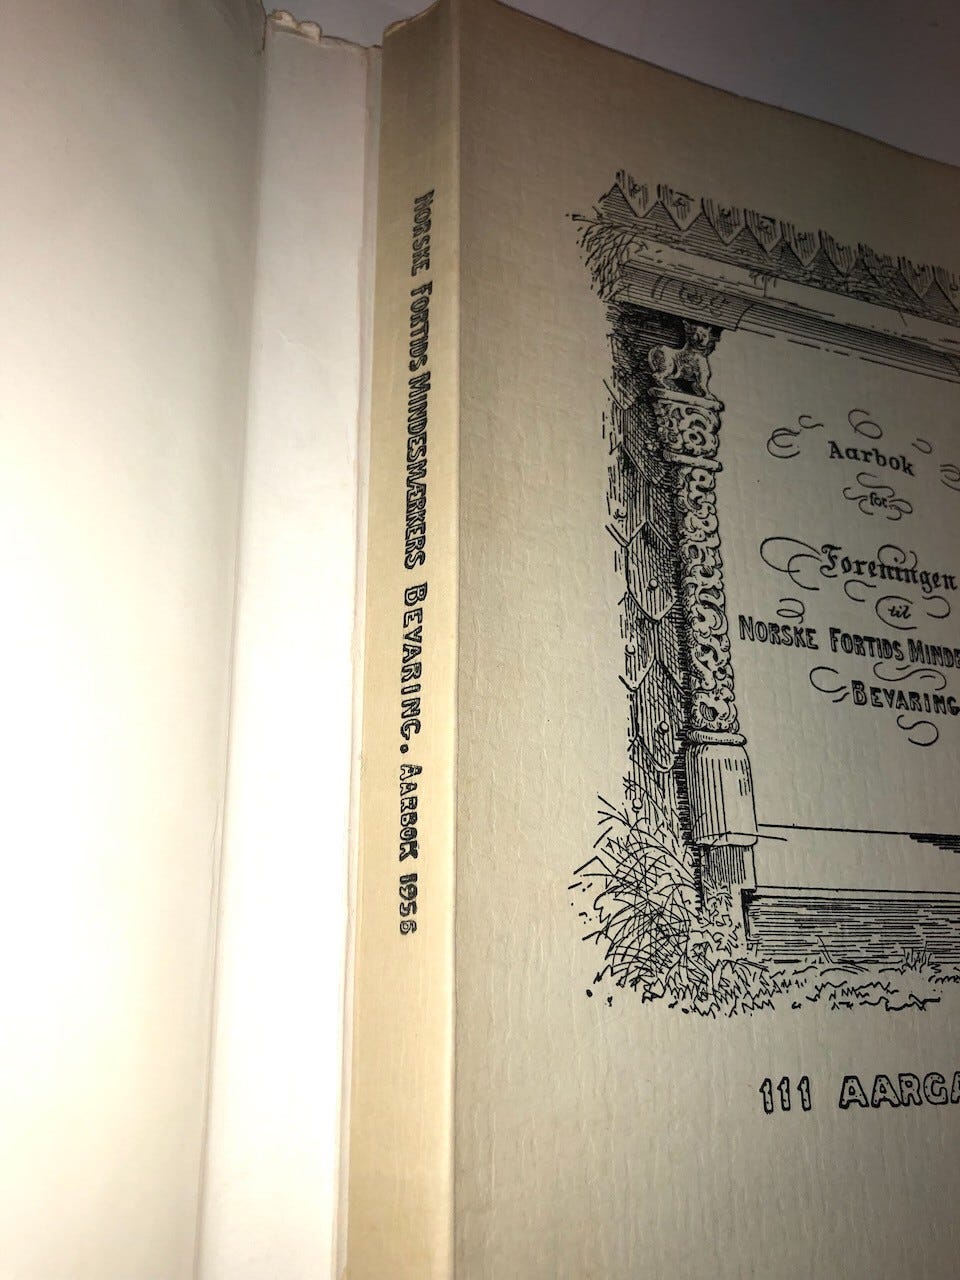 NORSKE FORTIDS MINDESMÆRKERS BEVARING. AARBOK 1956
Aarbok
for
Foreningen
til
NORSKE FORTIDS MINDE
BEVARING
111 AARGA